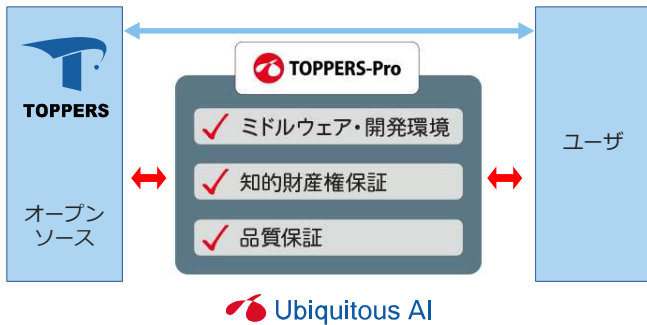 TOPPERS
オープン
ソース
TOPPERS-Pro
ミドルウェア・開発環境
知的財産権保証
品質保証
ユーザ
Ubiquitous AI